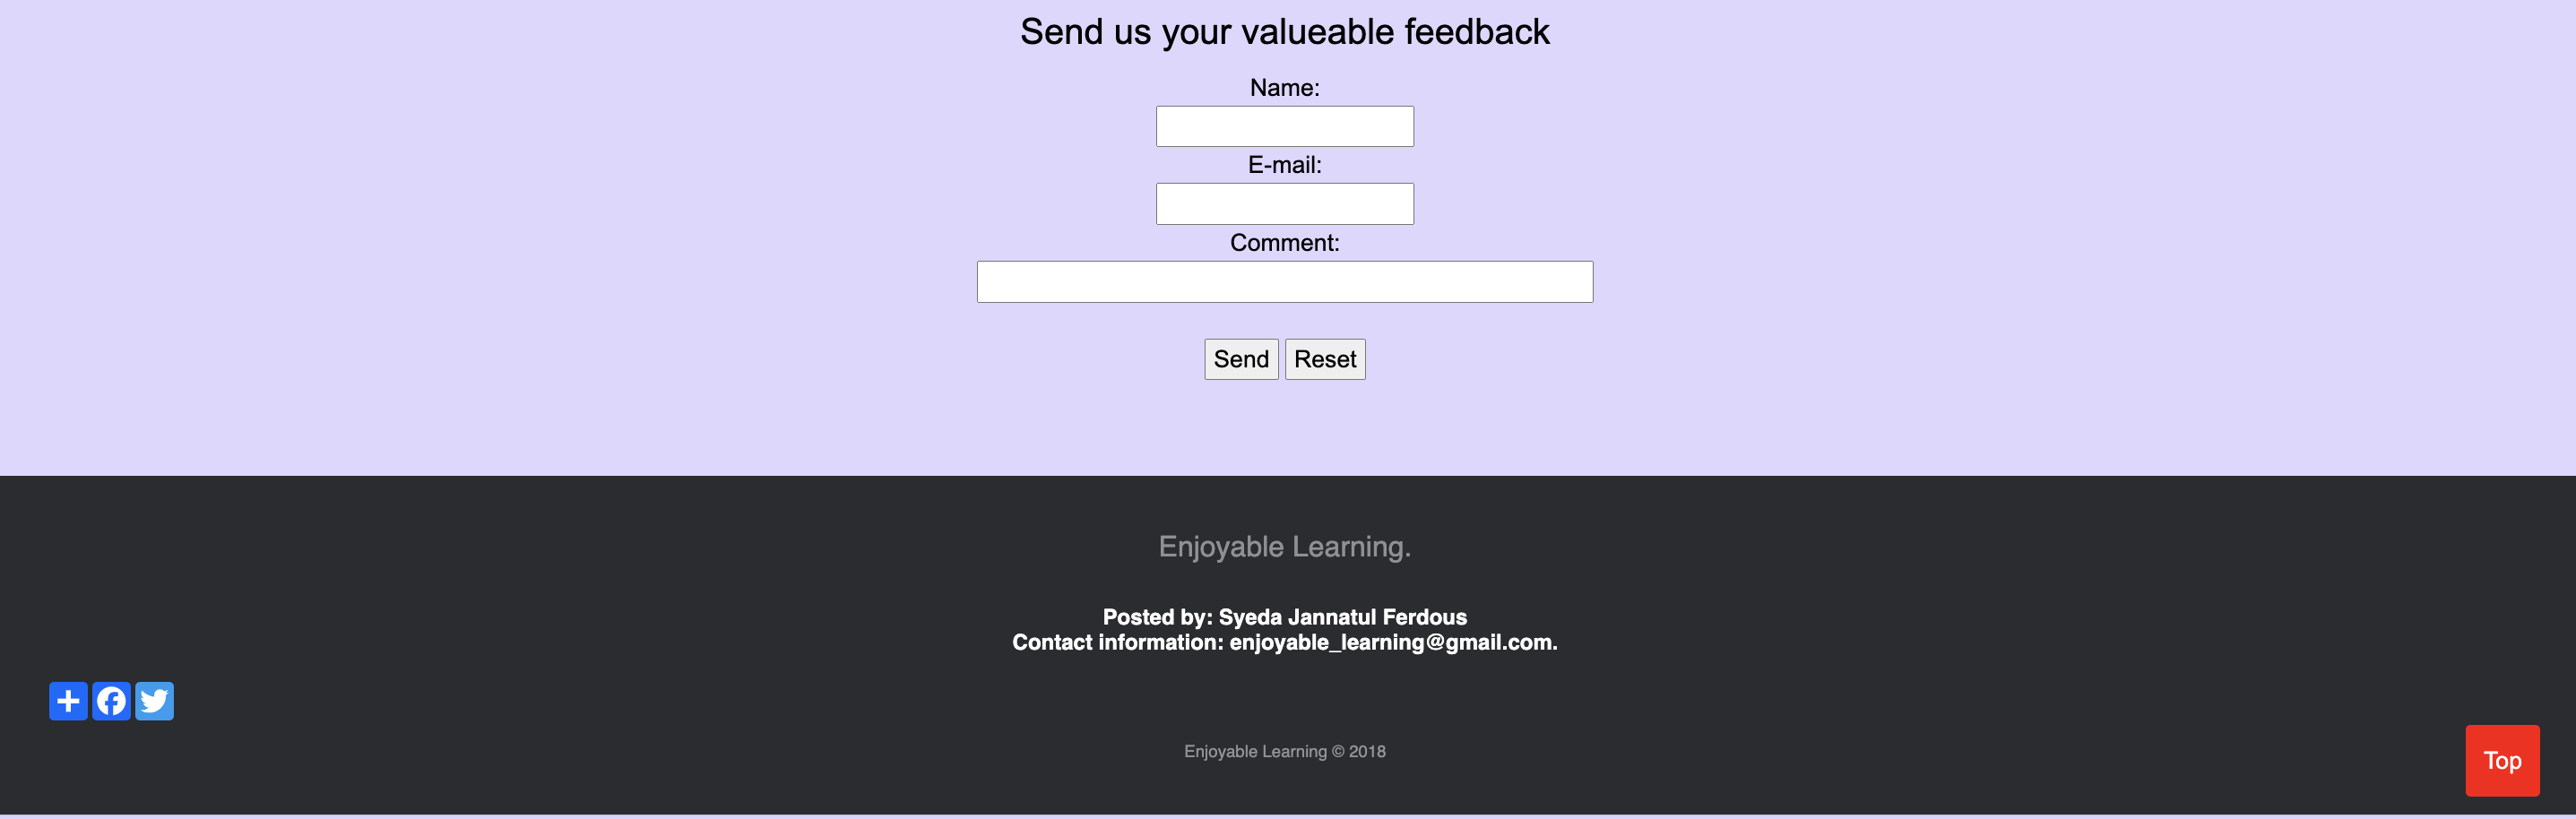 Send us your valueable feedback
Name:
E-mail:
Comment:
Send Reset
Enjoyable Learning.
Posted by: Syeda Jannatul Ferdous
Contact information: enjoyable_learning@gmail.com.
Enjoyable Learning © 2018
Top